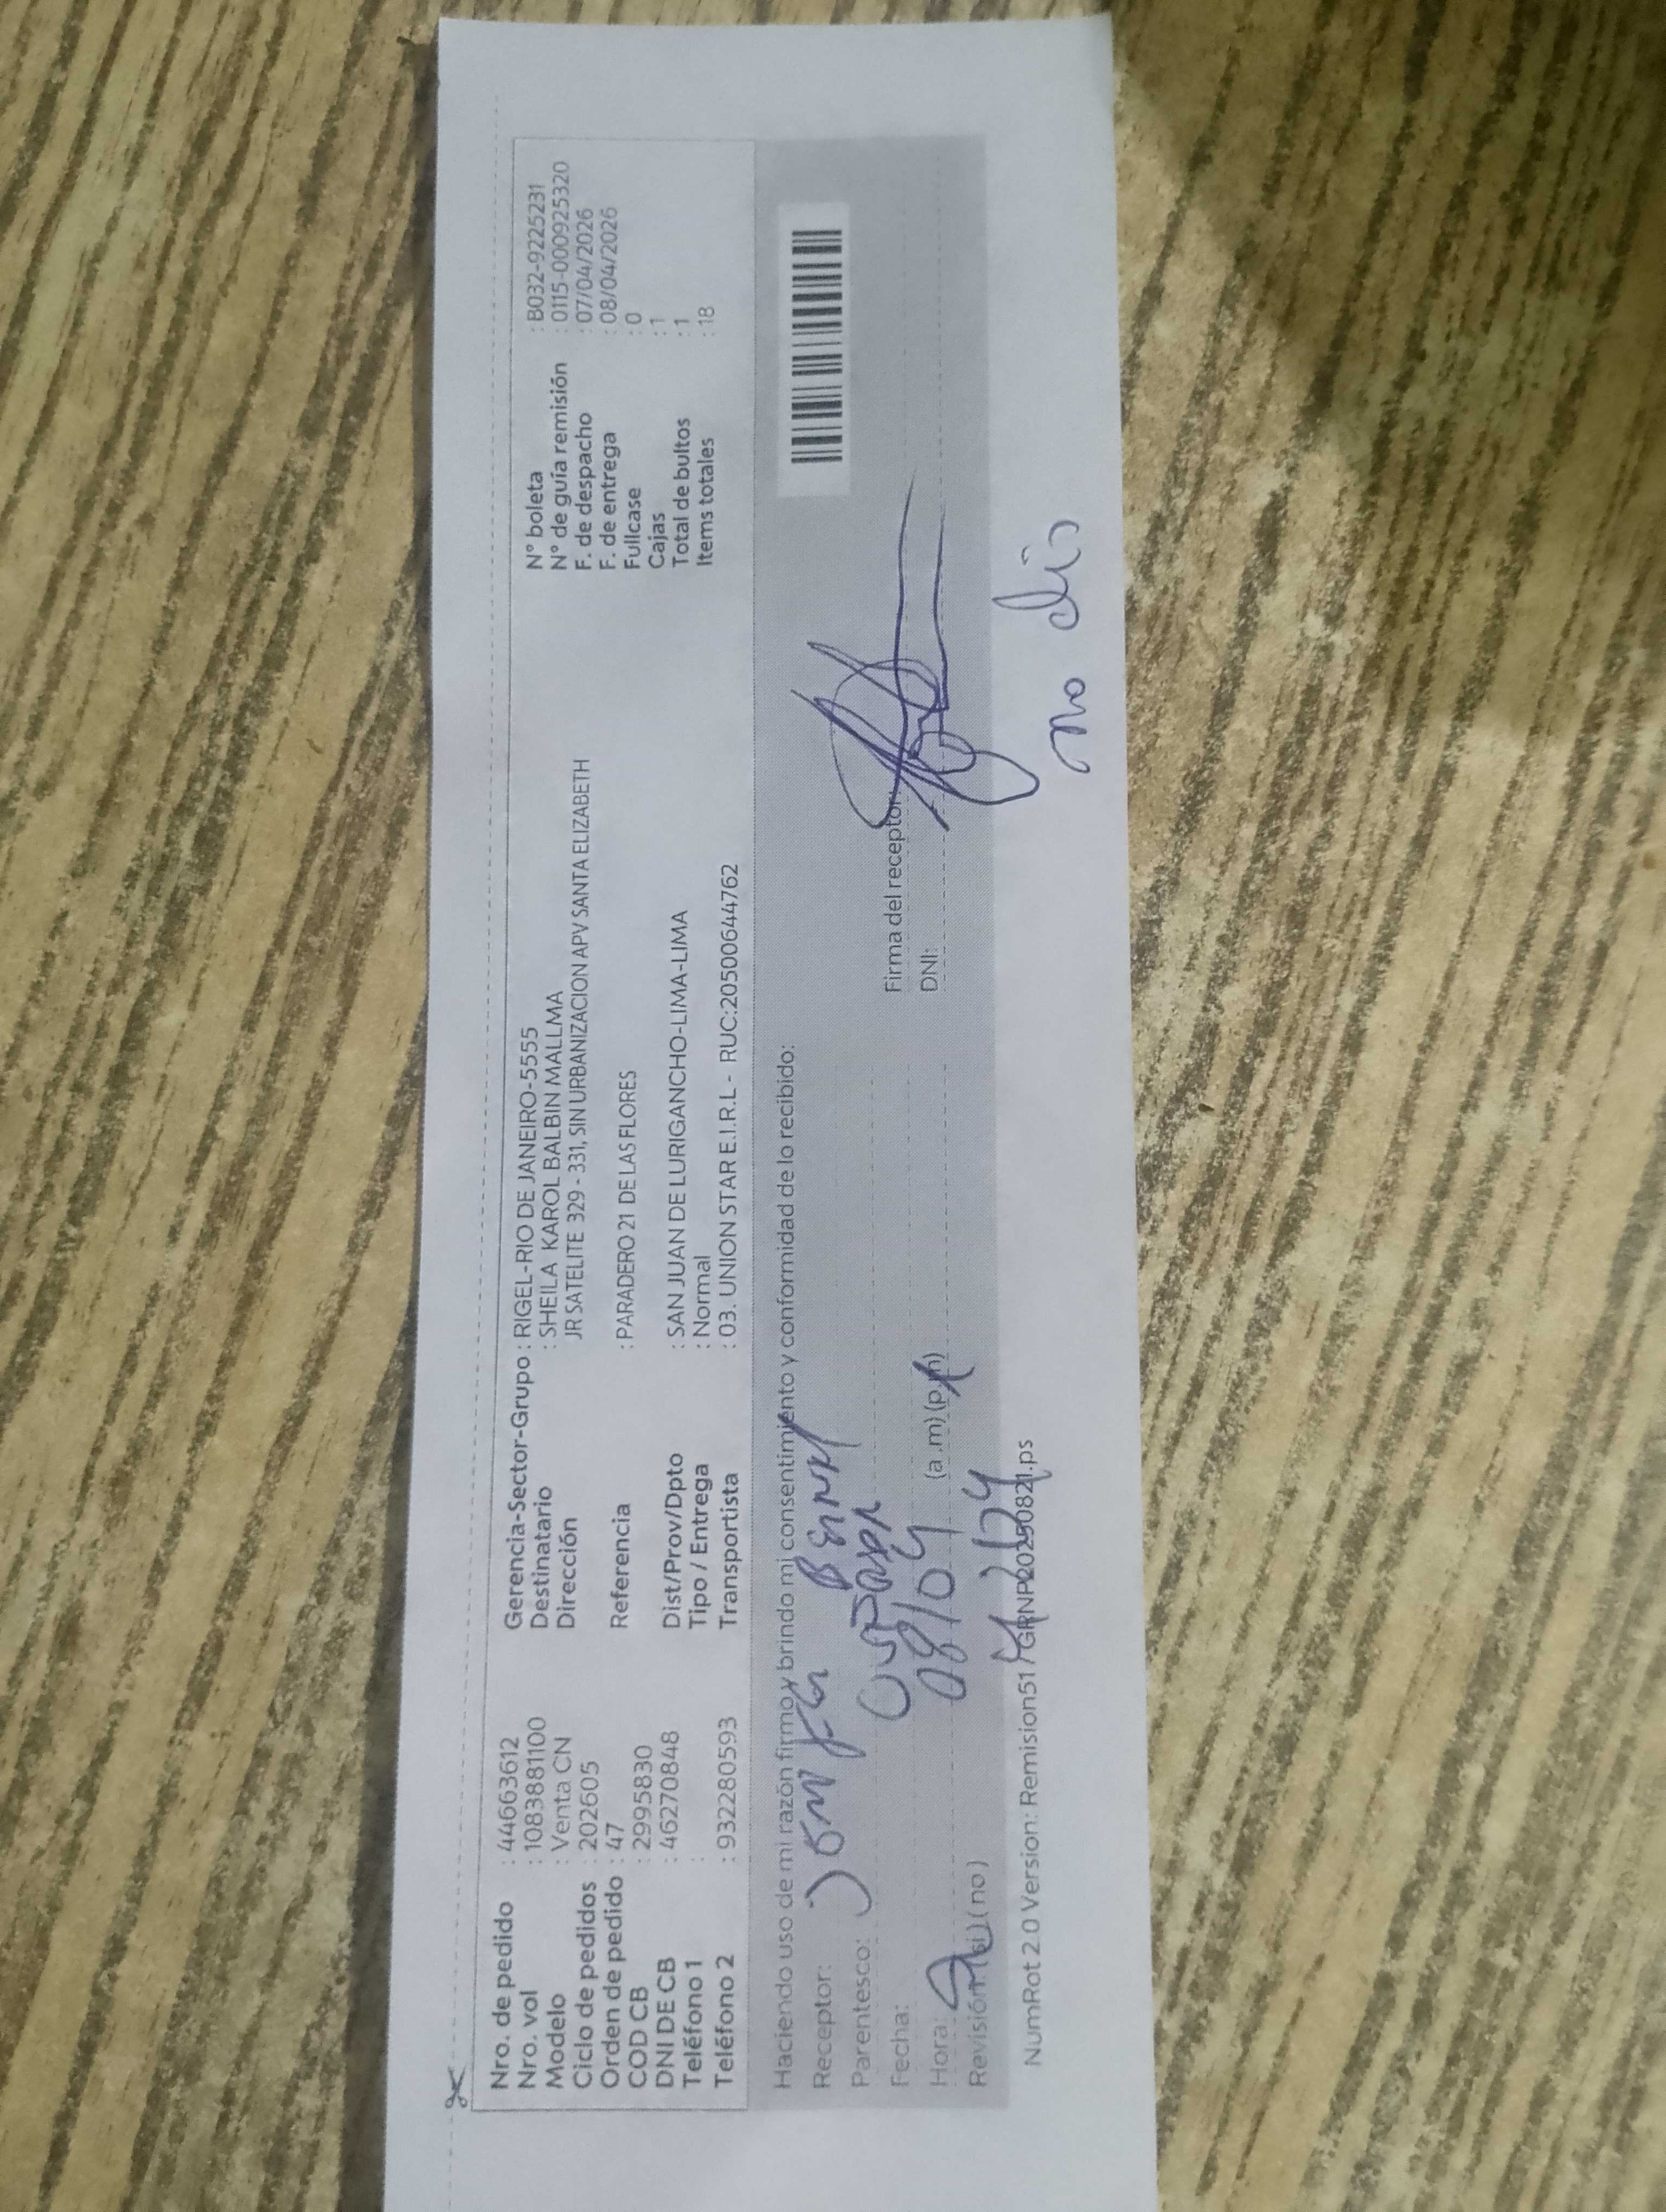 Nro. de pedido : 44663612
Nro. vol : 1083881100
Modelo : Venta CN
Ciclo de pedidos : 202605
Orden de pedido : 47
COD CB : 2995830
DNI DE CB : 46270848
Teléfono 1 :
Teléfono 2 : 932280593
Gerencia-Sector-Grupo : RIGEL-RIO DE JANEIRO-5555
Destinatario : SHEILA KAROL BALBIN MALLMA
Dirección JR SATELITE 329 - 331, SIN URBANIZACION APV SANTA ELIZABETH
Referencia : PARADERO 21 DE LAS FLORES
Dist/Prov/Dpto : SAN JUAN DE LURIGANCHO-LIMA-LIMA
Tipo / Entrega : Normal
Transportista : 03. UNION STAR E.I.R.L - RUC:20500644762
N° boleta : B032-9225231
N° de guía remisión : 0115-0009925320
F. de despacho : 07/04/2026
F. de entrega : 08/04/2026
Fullcase : 0
Cajas : 1
Total de bultos : 1
Items totales : 18
Haciendo uso de mi razón firmo y brindo mi consentimiento y conformidad de lo recibido:
Receptor:
Parentesco:
Fecha: 08/04
Hora: (a .m) (p.m)
Revisión: (si) (no)
Firma del receptor:
DNI:
no dio
NumRot 2.0 Version: Remision51 / GRNP20250821.ps